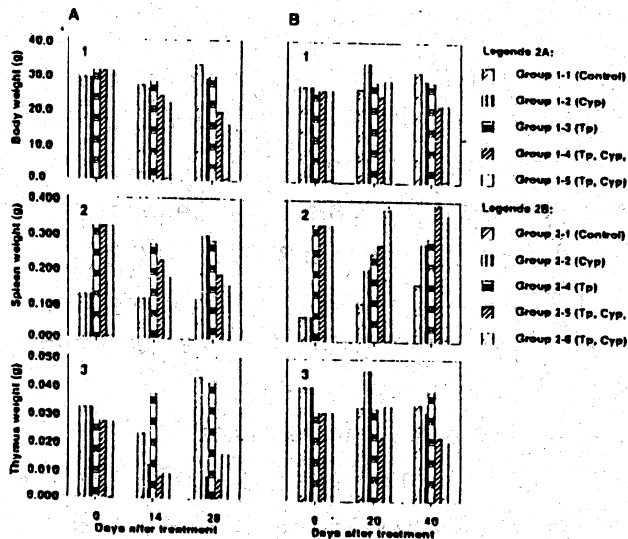 A
B
Body weight (g)
40.0
30.0
20.0
10.0
0.0
1
1
Spleen weight (g)
0.400
0.300
0.200
0.100
0.000
2
2
Thymus weight (g)
0.050
0.040
0.030
0.020
0.010
0.000
3
3
0 14 28
Days after treatment
0 20 40
Days after treatment
Legende 2A:
Group 1-1 (Control)
Group 1-2 (Cyp)
Group 1-3 (Tp)
Group 1-4 (Tp, Cyp,
Group 1-5 (Tp, Cyp)
Legende 2B:
Group 2-1 (Control)
Group 2-2 (Cyp)
Group 2-4 (Tp)
Group 2-5 (Tp, Cyp,
Group 2-6 (Tp, Cyp)